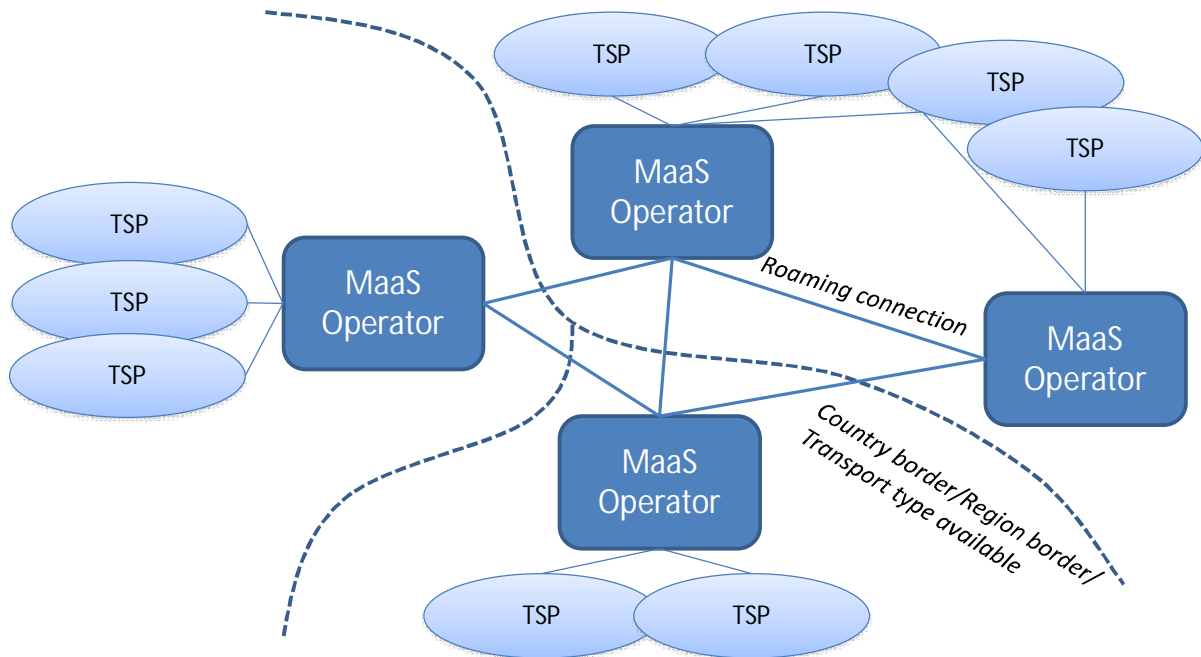 TSP
TSP
TSP
TSP
MaaS
Operator
TSP
TSP
TSP
MaaS
Operator
Roaming connection
MaaS
Operator
Country border/Region border/
Transport type available
MaaS
Operator
TSP
TSP